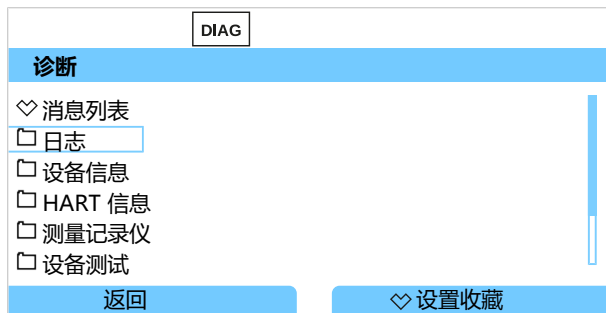 DIAG
诊断
消息列表
日志
设备信息
HART 信息
测量记录仪
设备测试
返回
设置收藏